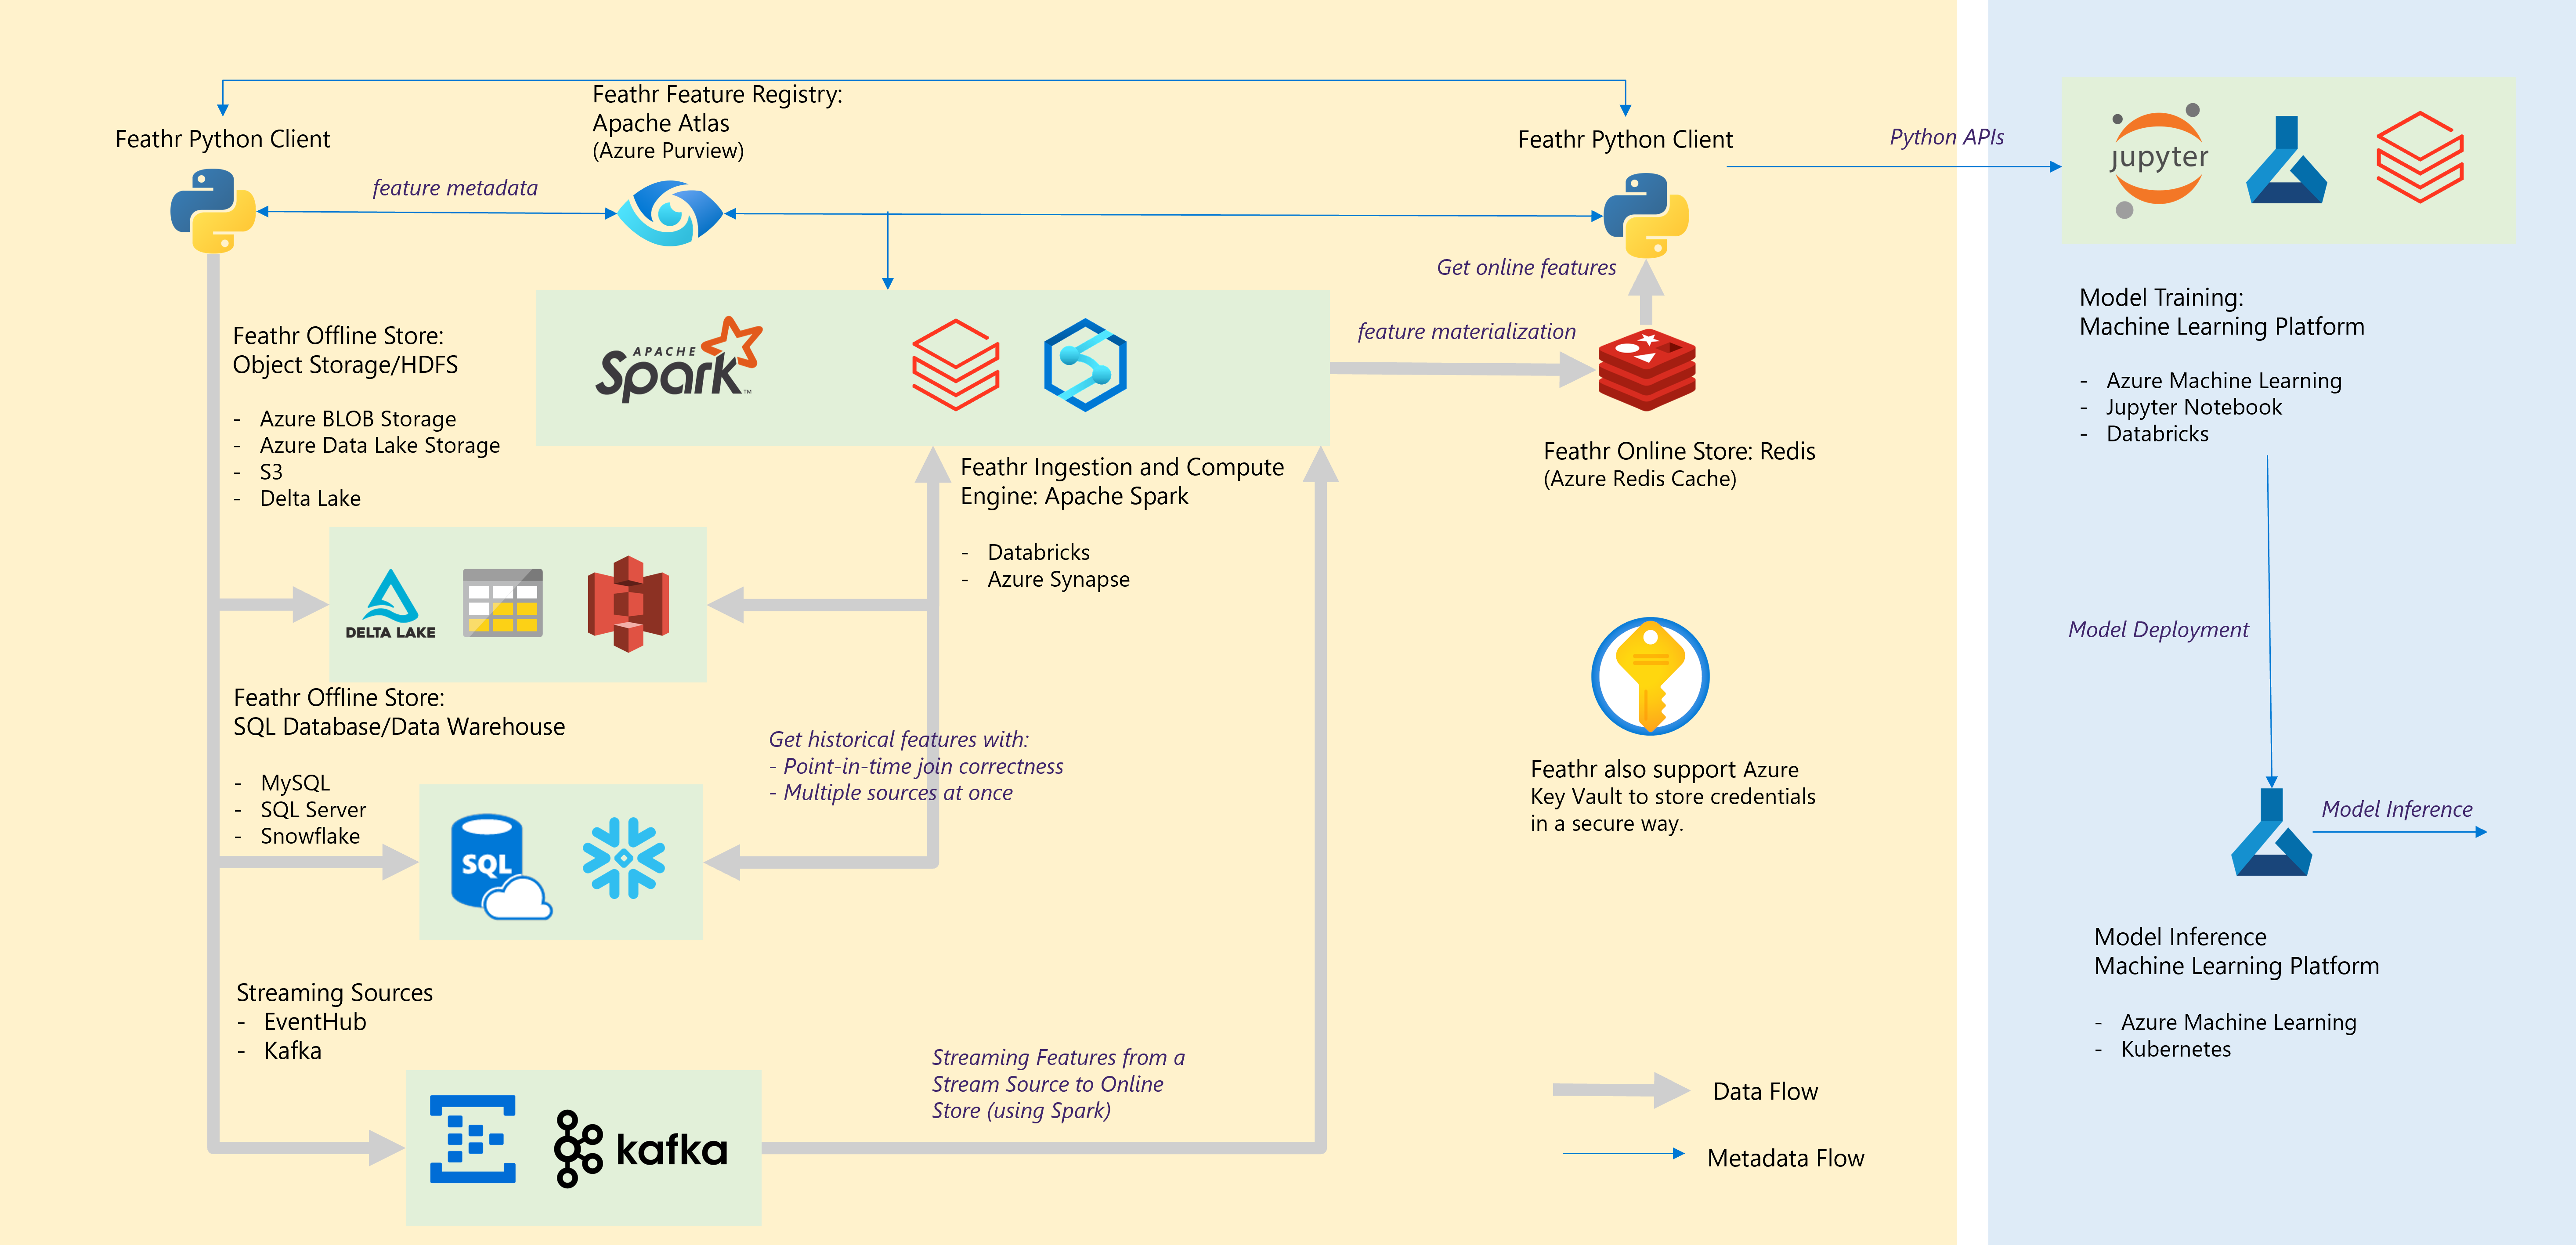 Feathr Python Client
Feathr Feature Registry:
Apache Atlas
(Azure Purview)
feature metadata
Feathr Python Client
Python APIs
jupyter
Get online features
feature materialization
Feathr Offline Store:
Object Storage/HDFS
- Azure BLOB Storage
- Azure Data Lake Storage
- S3
- Delta Lake
APACHE
Spark™
Feathr Ingestion and Compute
Engine: Apache Spark
- Databricks
- Azure Synapse
Feathr Online Store: Redis
(Azure Redis Cache)
Model Training:
Machine Learning Platform
- Azure Machine Learning
- Jupyter Notebook
- Databricks
DELTA LAKE
Feathr Offline Store:
SQL Database/Data Warehouse
- MySQL
- SQL Server
- Snowflake
SQL
Get historical features with:
- Point-in-time join correctness
- Multiple sources at once
Feathr also support Azure
Key Vault to store credentials
in a secure way.
Model Deployment
Model Inference
Model Inference
Machine Learning Platform
- Azure Machine Learning
- Kubernetes
Streaming Sources
- EventHub
- Kafka
kafka
Streaming Features from a
Stream Source to Online
Store (using Spark)
Data Flow
Metadata Flow